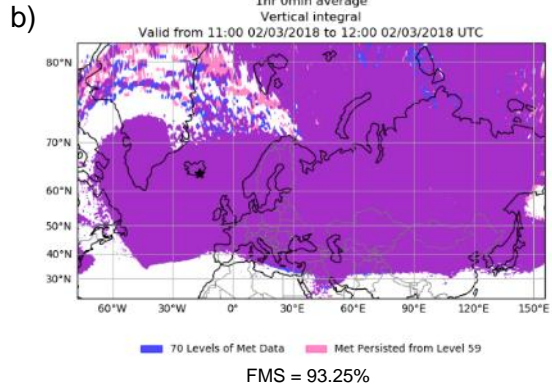 b)
1hr 0min average
Vertical integral
Valid from 11:00 02/03/2018 to 12:00 02/03/2018 UTC
80°N
70°N
60°N
50°N
40°N
30°N
60°W 30°W 0° 30°E 60°E 90°E 120°E 150°E
70 Levels of Met Data Met Persisted from Level 59
FMS = 93.25%